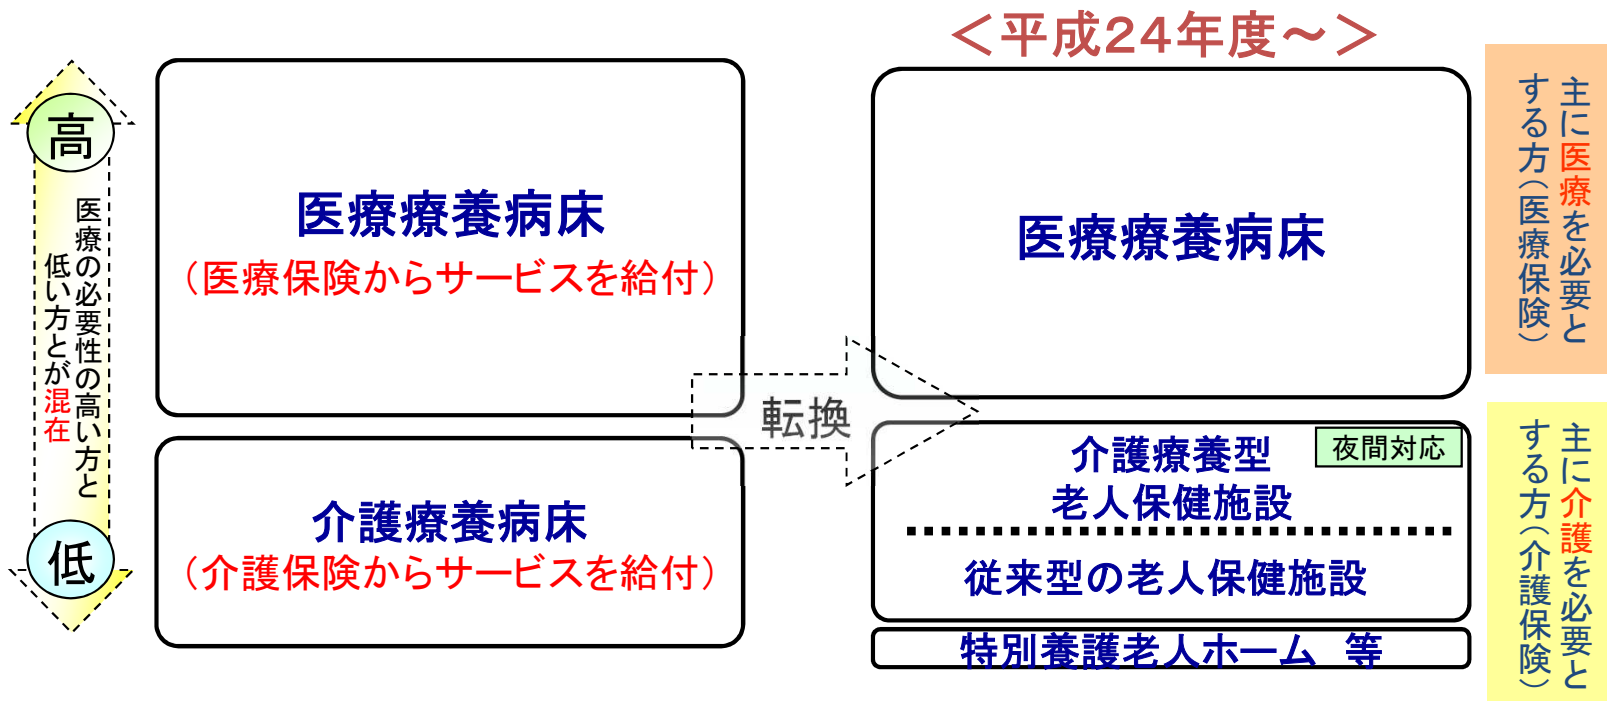 ＜平成24年度～＞
高
医療の必要性の高い方と
低い方とが混在
低
医療療養病床
（医療保険からサービスを給付）
介護療養病床
（介護保険からサービスを給付）
転換
医療療養病床
介護療養型
老人保健施設
夜間対応
従来型の老人保健施設
特別養護老人ホーム　等
主に医療を必要と
する方（医療保険）
主に介護を必要と
する方（介護保険）